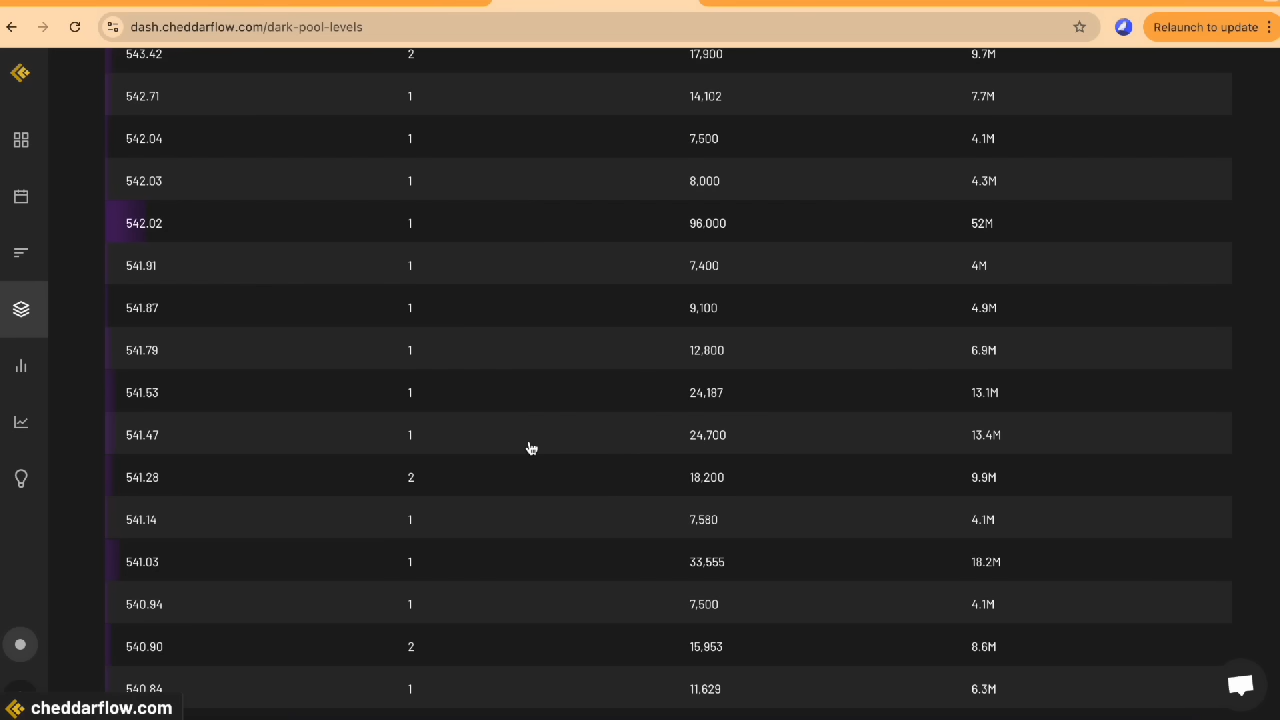 dash.cheddarflow.com/dark-pool-levels
Relaunch to update
543.42 2 17,900 9.7M
542.71 1 14,102 7.7M
542.04 1 7,500 4.1M
542.03 1 8,000 4.3M
542.02 1 96,000 52M
541.91 1 7,400 4M
541.87 1 9,100 4.9M
541.79 1 12,800 6.9M
541.53 1 24,187 13.1M
541.47 1 24,700 13.4M
541.28 2 18,200 9.9M
541.14 1 7,580 4.1M
541.03 1 33,555 18.2M
540.94 1 7,500 4.1M
540.90 2 15,953 8.6M
540.84 1 11,629 6.3M
cheddarflow.com